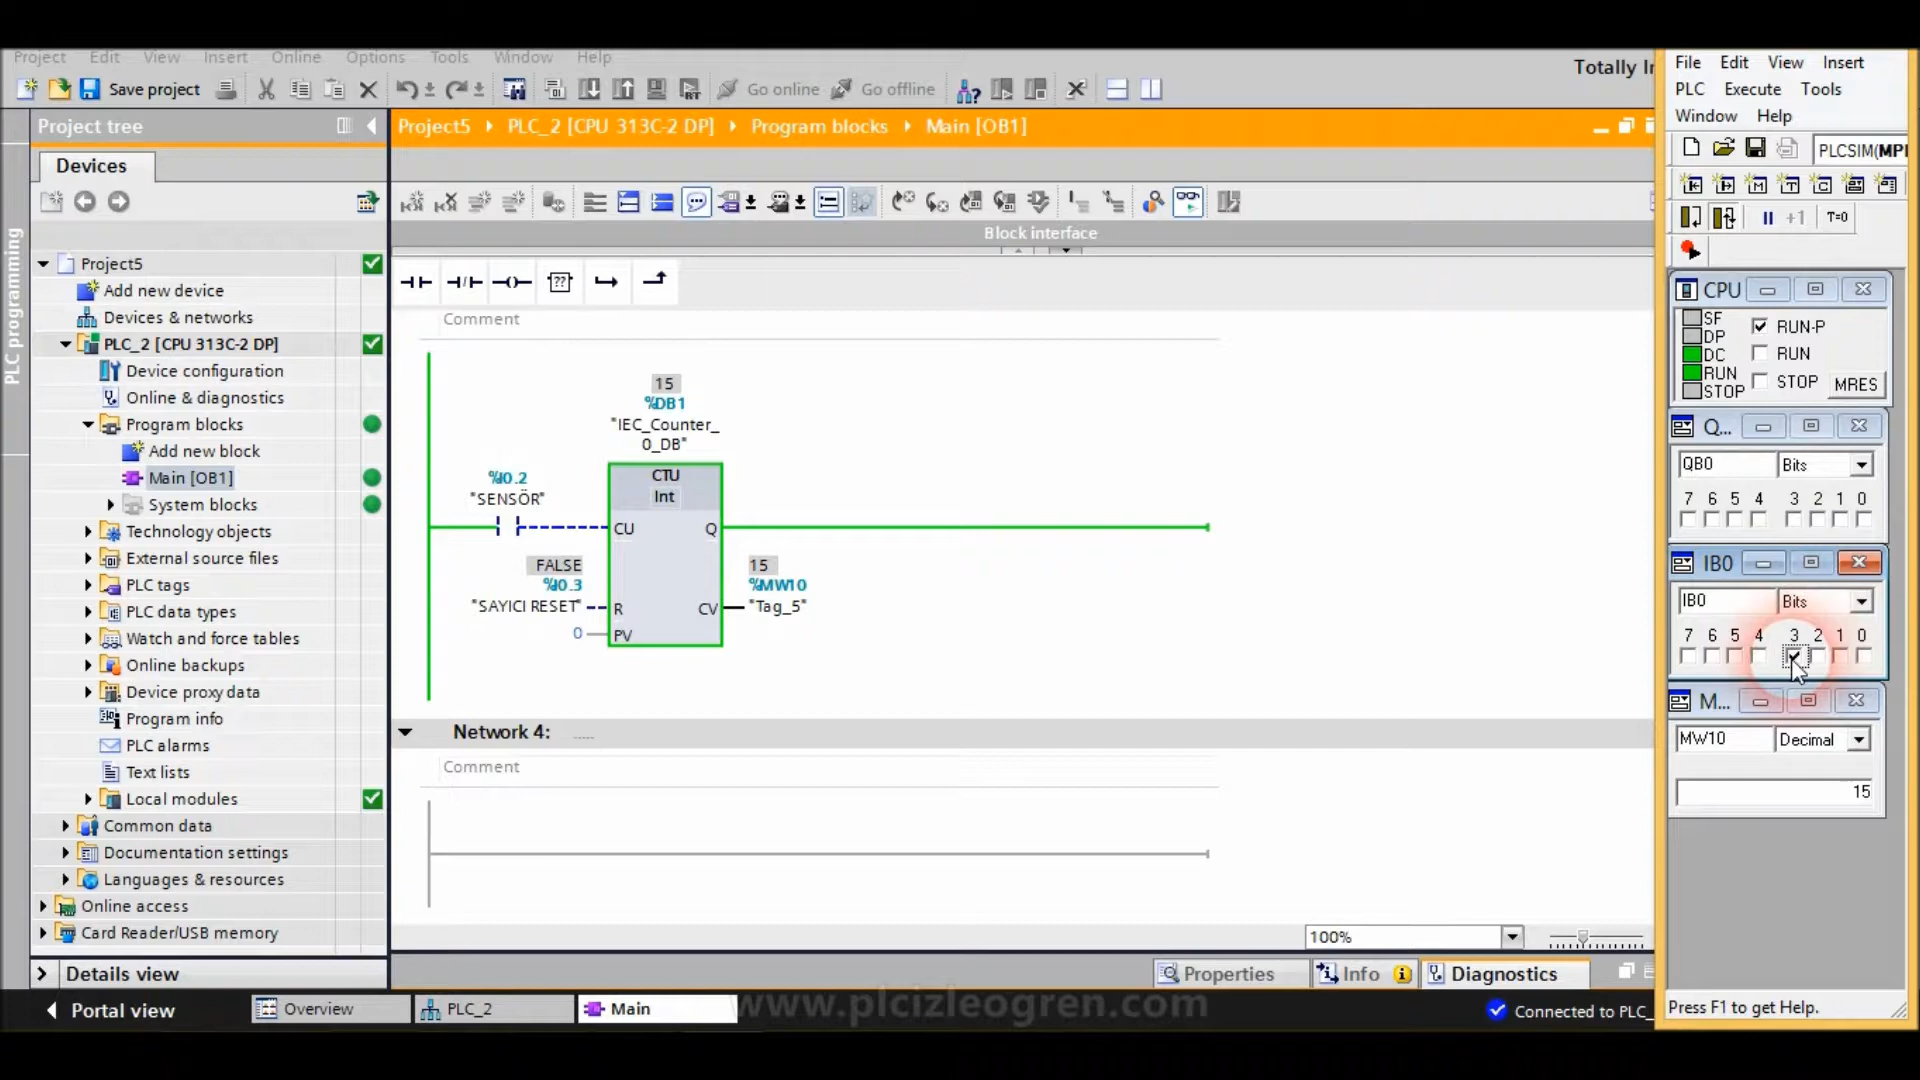 Project Edit View Insert Online Options Tools Window Help
Totally In
Save project
Go online
Go offline
Project tree
Project5 PLC_2 [CPU 313C-2 DP] Program blocks Main [OB1]
PLC programming
Devices
Block interface
Project5
Add new device
Devices & networks
PLC_2 [CPU 313C-2 DP]
Device configuration
Online & diagnostics
Program blocks
Add new block
Main [OB1]
System blocks
Technology objects
External source files
PLC tags
PLC data types
Watch and force tables
Online backups
Device proxy data
Program info
PLC alarms
Text lists
Local modules
Common data
Documentation settings
Languages & resources
Online access
Card Reader/USB memory
Details view
??
Comment
15
%DB1
"IEC_Counter_
0_DB"
CTU
Int
%I0.2
"SENSÖR"
CU Q
FALSE
%I0.3
"SAYICI RESET"
R
0
PV
15
%MW10
CV
"Tag_5"
Network 4: .....
Comment
100%
Properties
Info
Diagnostics
Portal view
Overview
PLC_2
Main
www.plcizleogren.com
Connected to PLC_
File Edit View Insert
PLC Execute Tools
Window Help
PLCSIM(MPI
+1 T=0
CPU
SF
DP
DC
RUN
STOP
RUN-P
RUN
STOP
MRES
Q...
QB0 Bits
7 6 5 4 3 2 1 0
IB0
IB0 Bits
7 6 5 4 3 2 1 0
M...
MW10 Decimal
15
Press F1 to get Help.